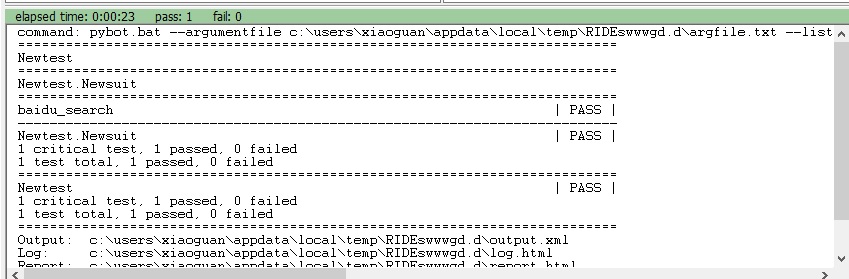 elapsed time: 0:00:23 pass: 1 fail: 0
command: pybot.bat --argumentfile c:\users\xiaoguan\appdata\local\temp\RIDEswwwgd.d\argfile.txt --list
==============================================================================
Newtest
==============================================================================
Newtest.Newsuit
==============================================================================
baidu_search | PASS |
------------------------------------------------------------------------------
Newtest.Newsuit | PASS |
1 critical test, 1 passed, 0 failed
1 test total, 1 passed, 0 failed
==============================================================================
Newtest | PASS |
1 critical test, 1 passed, 0 failed
1 test total, 1 passed, 0 failed
==============================================================================
Output: c:\users\xiaoguan\appdata\local\temp\RIDEswwwgd.d\output.xml
Log: c:\users\xiaoguan\appdata\local\temp\RIDEswwwgd.d\log.html
Report: c:\users\xiaoguan\appdata\local\temp\RIDEswwwgd.d\report.html